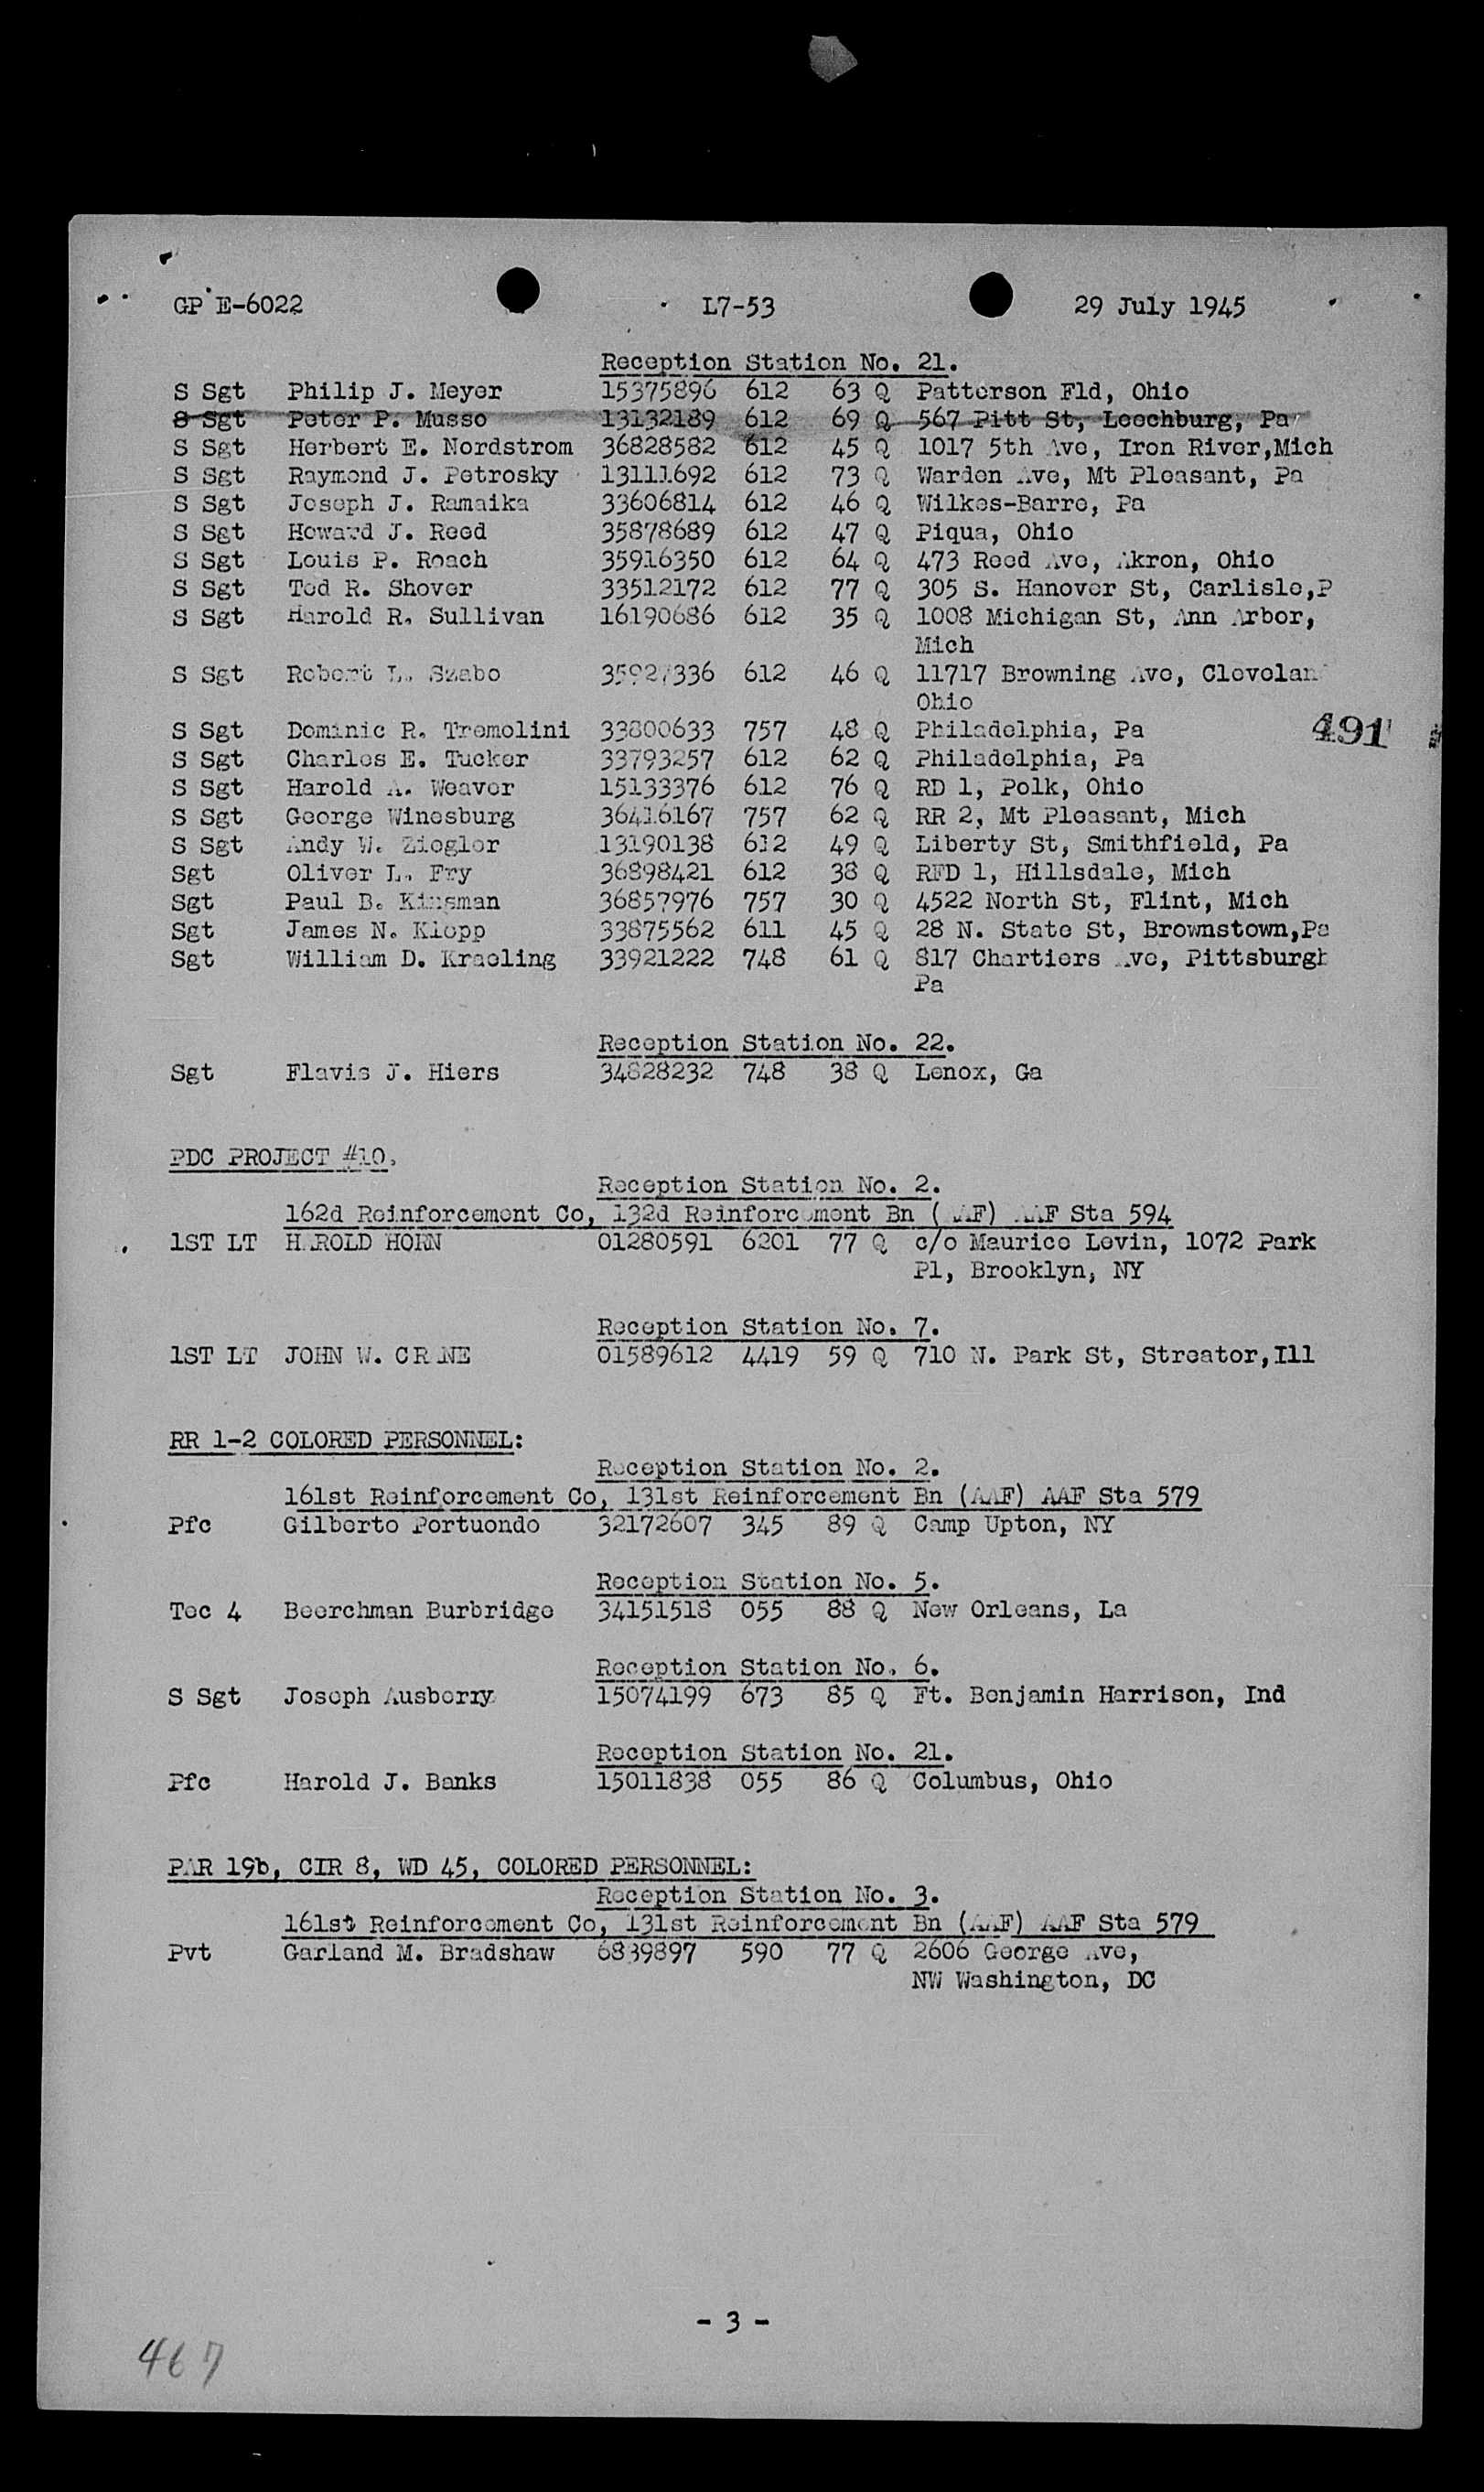 GP E-6022 L7-53 29 July 1945
Reception Station No. 21.
S Sgt Philip J. Meyer 15375896 612 63 Q Patterson Fld, Ohio
S Sgt Peter P. Musso 13132189 612 69 Q 567 Pitt St, Leechburg, Pa
S Sgt Herbert E. Nordstrom 36828582 612 45 Q 1017 5th Ave, Iron River,Mich
S Sgt Raymond J. Petrosky 13111692 612 73 Q Warden Ave, Mt Pleasant, Pa
S Sgt Joseph J. Ramaika 33606814 612 46 Q Wilkes-Barre, Pa
S Sgt Howard J. Reed 35878689 612 47 Q Piqua, Ohio
S Sgt Louis P. Roach 35916350 612 64 Q 473 Reed Ave, Akron, Ohio
S Sgt Ted R. Shover 33512172 612 77 Q 305 S. Hanover St, Carlisle,P
S Sgt Harold R. Sullivan 16190686 612 35 Q 1008 Michigan St, Ann Arbor,
Mich
S Sgt Robert L. Szabo 35927336 612 46 Q 11717 Browning Ave, Clevelan
Ohio
S Sgt Dominic R. Tremolini 33800633 757 48 Q Philadelphia, Pa 491
S Sgt Charles E. Tucker 33793257 612 62 Q Philadelphia, Pa
S Sgt Harold A. Weaver 15133376 612 76 Q RD 1, Polk, Ohio
S Sgt George Winesburg 36416167 757 62 Q RR 2, Mt Pleasant, Mich
S Sgt Andy W. Ziegler 13190138 612 49 Q Liberty St, Smithfield, Pa
Sgt Oliver L. Fry 36898421 612 38 Q RFD 1, Hillsdale, Mich
Sgt Paul B. Kinsman 36857976 757 30 Q 4522 North St, Flint, Mich
Sgt James N. Klopp 33875562 611 45 Q 28 N. State St, Brownstown,Pa
Sgt William D. Kraeling 33921222 748 61 Q 817 Chartiers Ave, Pittsburgh
Pa
Reception Station No. 22.
Sgt Flavis J. Hiers 34828232 748 38 Q Lenox, Ga
PDC PROJECT #10.
Reception Station No. 2.
162d Reinforcement Co, 132d Reinforcement Bn (AAF) AAF Sta 594
1ST LT HAROLD HORN 01280591 6201 77 Q c/o Maurice Levin, 1072 Park
Pl, Brooklyn, NY
Reception Station No. 7.
1ST LT JOHN W. CRANE 01589612 4419 59 Q 710 N. Park St, Streator,Ill
RR 1-2 COLORED PERSONNEL:
Reception Station No. 2.
161st Reinforcement Co, 131st Reinforcement Bn (AAF) AAF Sta 579
Pfc Gilberto Portuondo 32172607 345 89 Q Camp Upton, NY
Reception Station No. 5.
Tec 4 Beerchman Burbridge 34151518 055 88 Q New Orleans, La
Reception Station No. 6.
S Sgt Joseph Ausberry 15074199 673 85 Q Ft. Benjamin Harrison, Ind
Reception Station No. 21.
Pfc Harold J. Banks 15011838 055 86 Q Columbus, Ohio
PAR 19b, CIR 8, WD 45, COLORED PERSONNEL:
Reception Station No. 3.
161st Reinforcement Co, 131st Reinforcement Bn (AAF) AAF Sta 579
Pvt Garland M. Bradshaw 6839897 590 77 Q 2606 George Ave,
NW Washington, DC
- 3 -
467